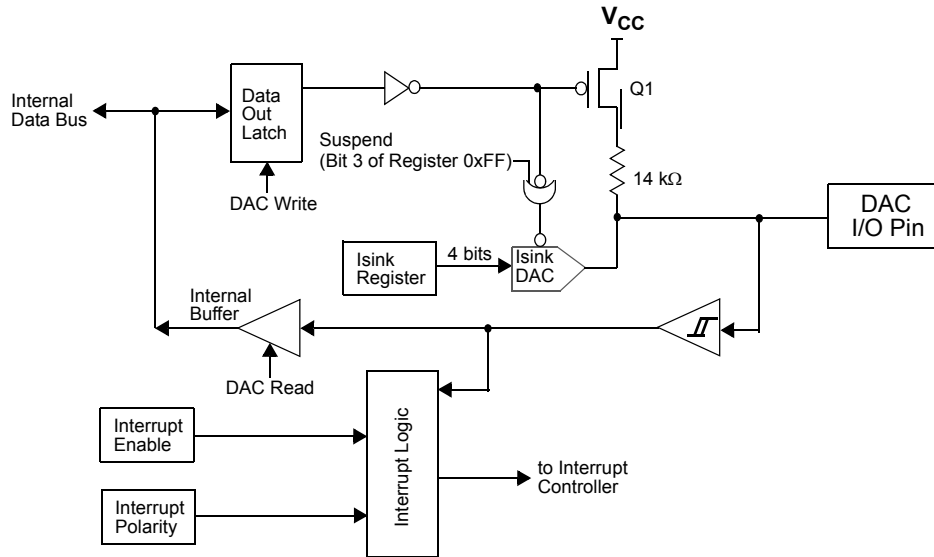 VCC
Internal
Data Bus
Data
Out
Latch
Q1
Suspend
(Bit 3 of Register 0xFF)
14 kΩ
DAC Write
DAC
I/O Pin
Isink
Register
4 bits
Isink
DAC
Internal
Buffer
DAC Read
Interrupt
Enable
Interrupt Logic
to Interrupt
Controller
Interrupt
Polarity